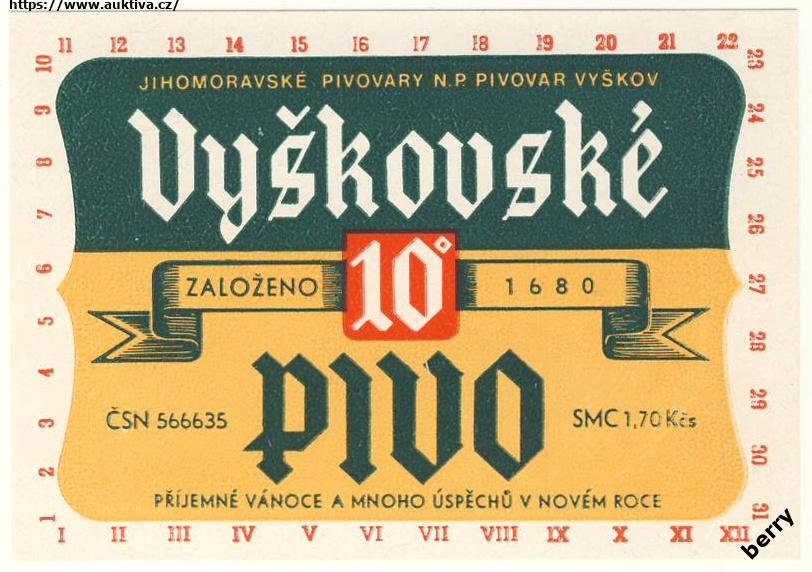 https://www.auktiva.cz/
11 12 13 14 15 16 17 18 19 20 21 22
10 9 8 7 6 5 4 3 2 1
23 24 25 26 27 28 29 30 31
JIHOMORAVSKÉ PIVOVARY N.P. PIVOVAR VYŠKOV
Vyškovské
ZALOŽENO 10° 1680
PIVO
ČSN 566635 SMC 1,70 Kčs
PŘÍJEMNÉ VÁNOCE A MNOHO ÚSPĚCHŮ V NOVÉM ROCE
I II III IV V VI VII VIII IX X XI XII
berry